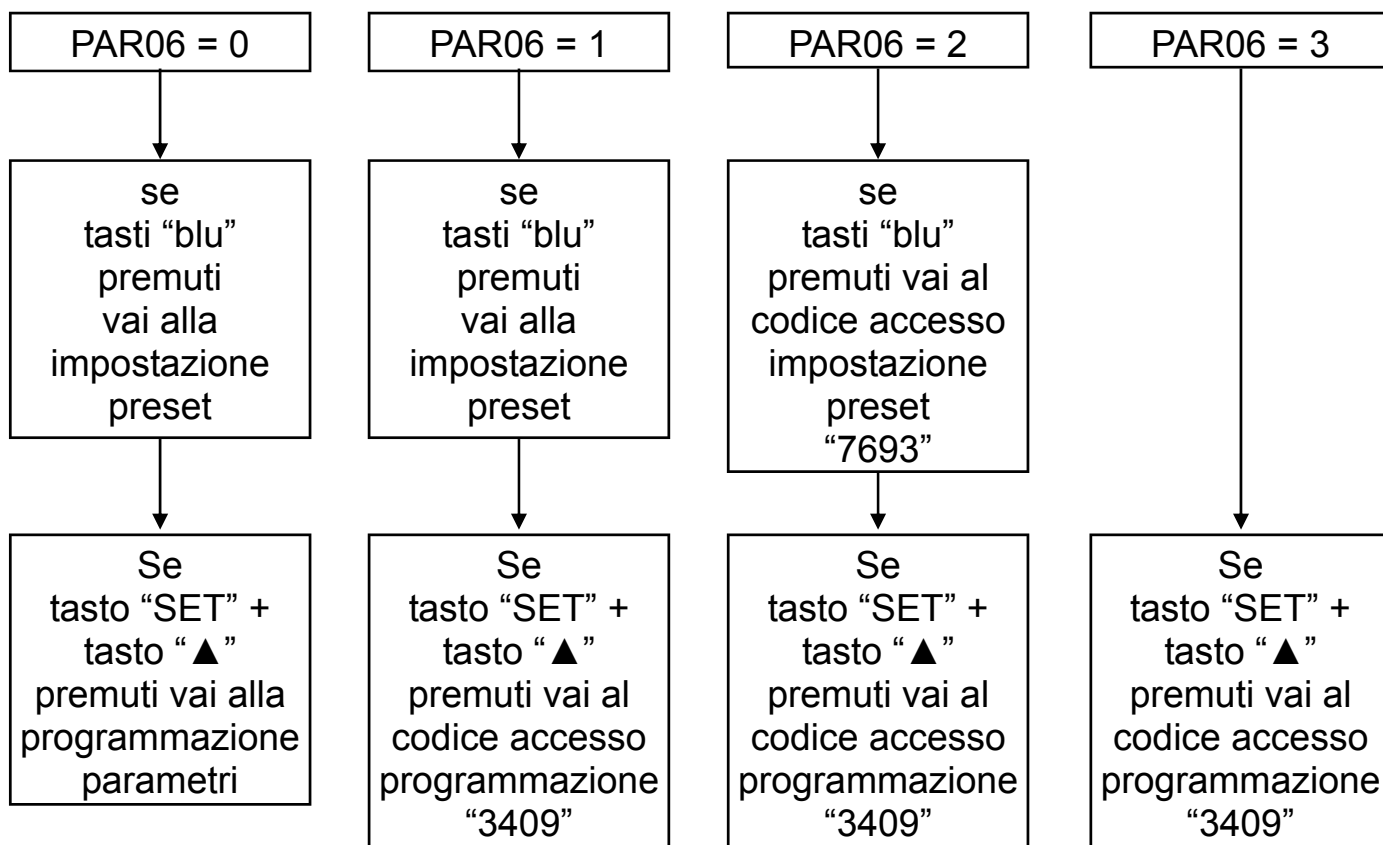 PAR06 = 0
PAR06 = 1
PAR06 = 2
PAR06 = 3
se
tasti “blu”
premuti
vai alla
impostazione
preset
se
tasti “blu”
premuti
vai alla
impostazione
preset
se
tasti “blu”
premuti vai al
codice accesso
impostazione
preset
“7693”
Se
tasto “SET” +
tasto “▲”
premuti vai alla
programmazione
parametri
Se
tasto “SET” +
tasto “▲”
premuti vai al
codice accesso
programmazione
“3409”
Se
tasto “SET” +
tasto “▲”
premuti vai al
codice accesso
programmazione
“3409”
Se
tasto “SET” +
tasto “▲”
premuti vai al
codice accesso
programmazione
“3409”